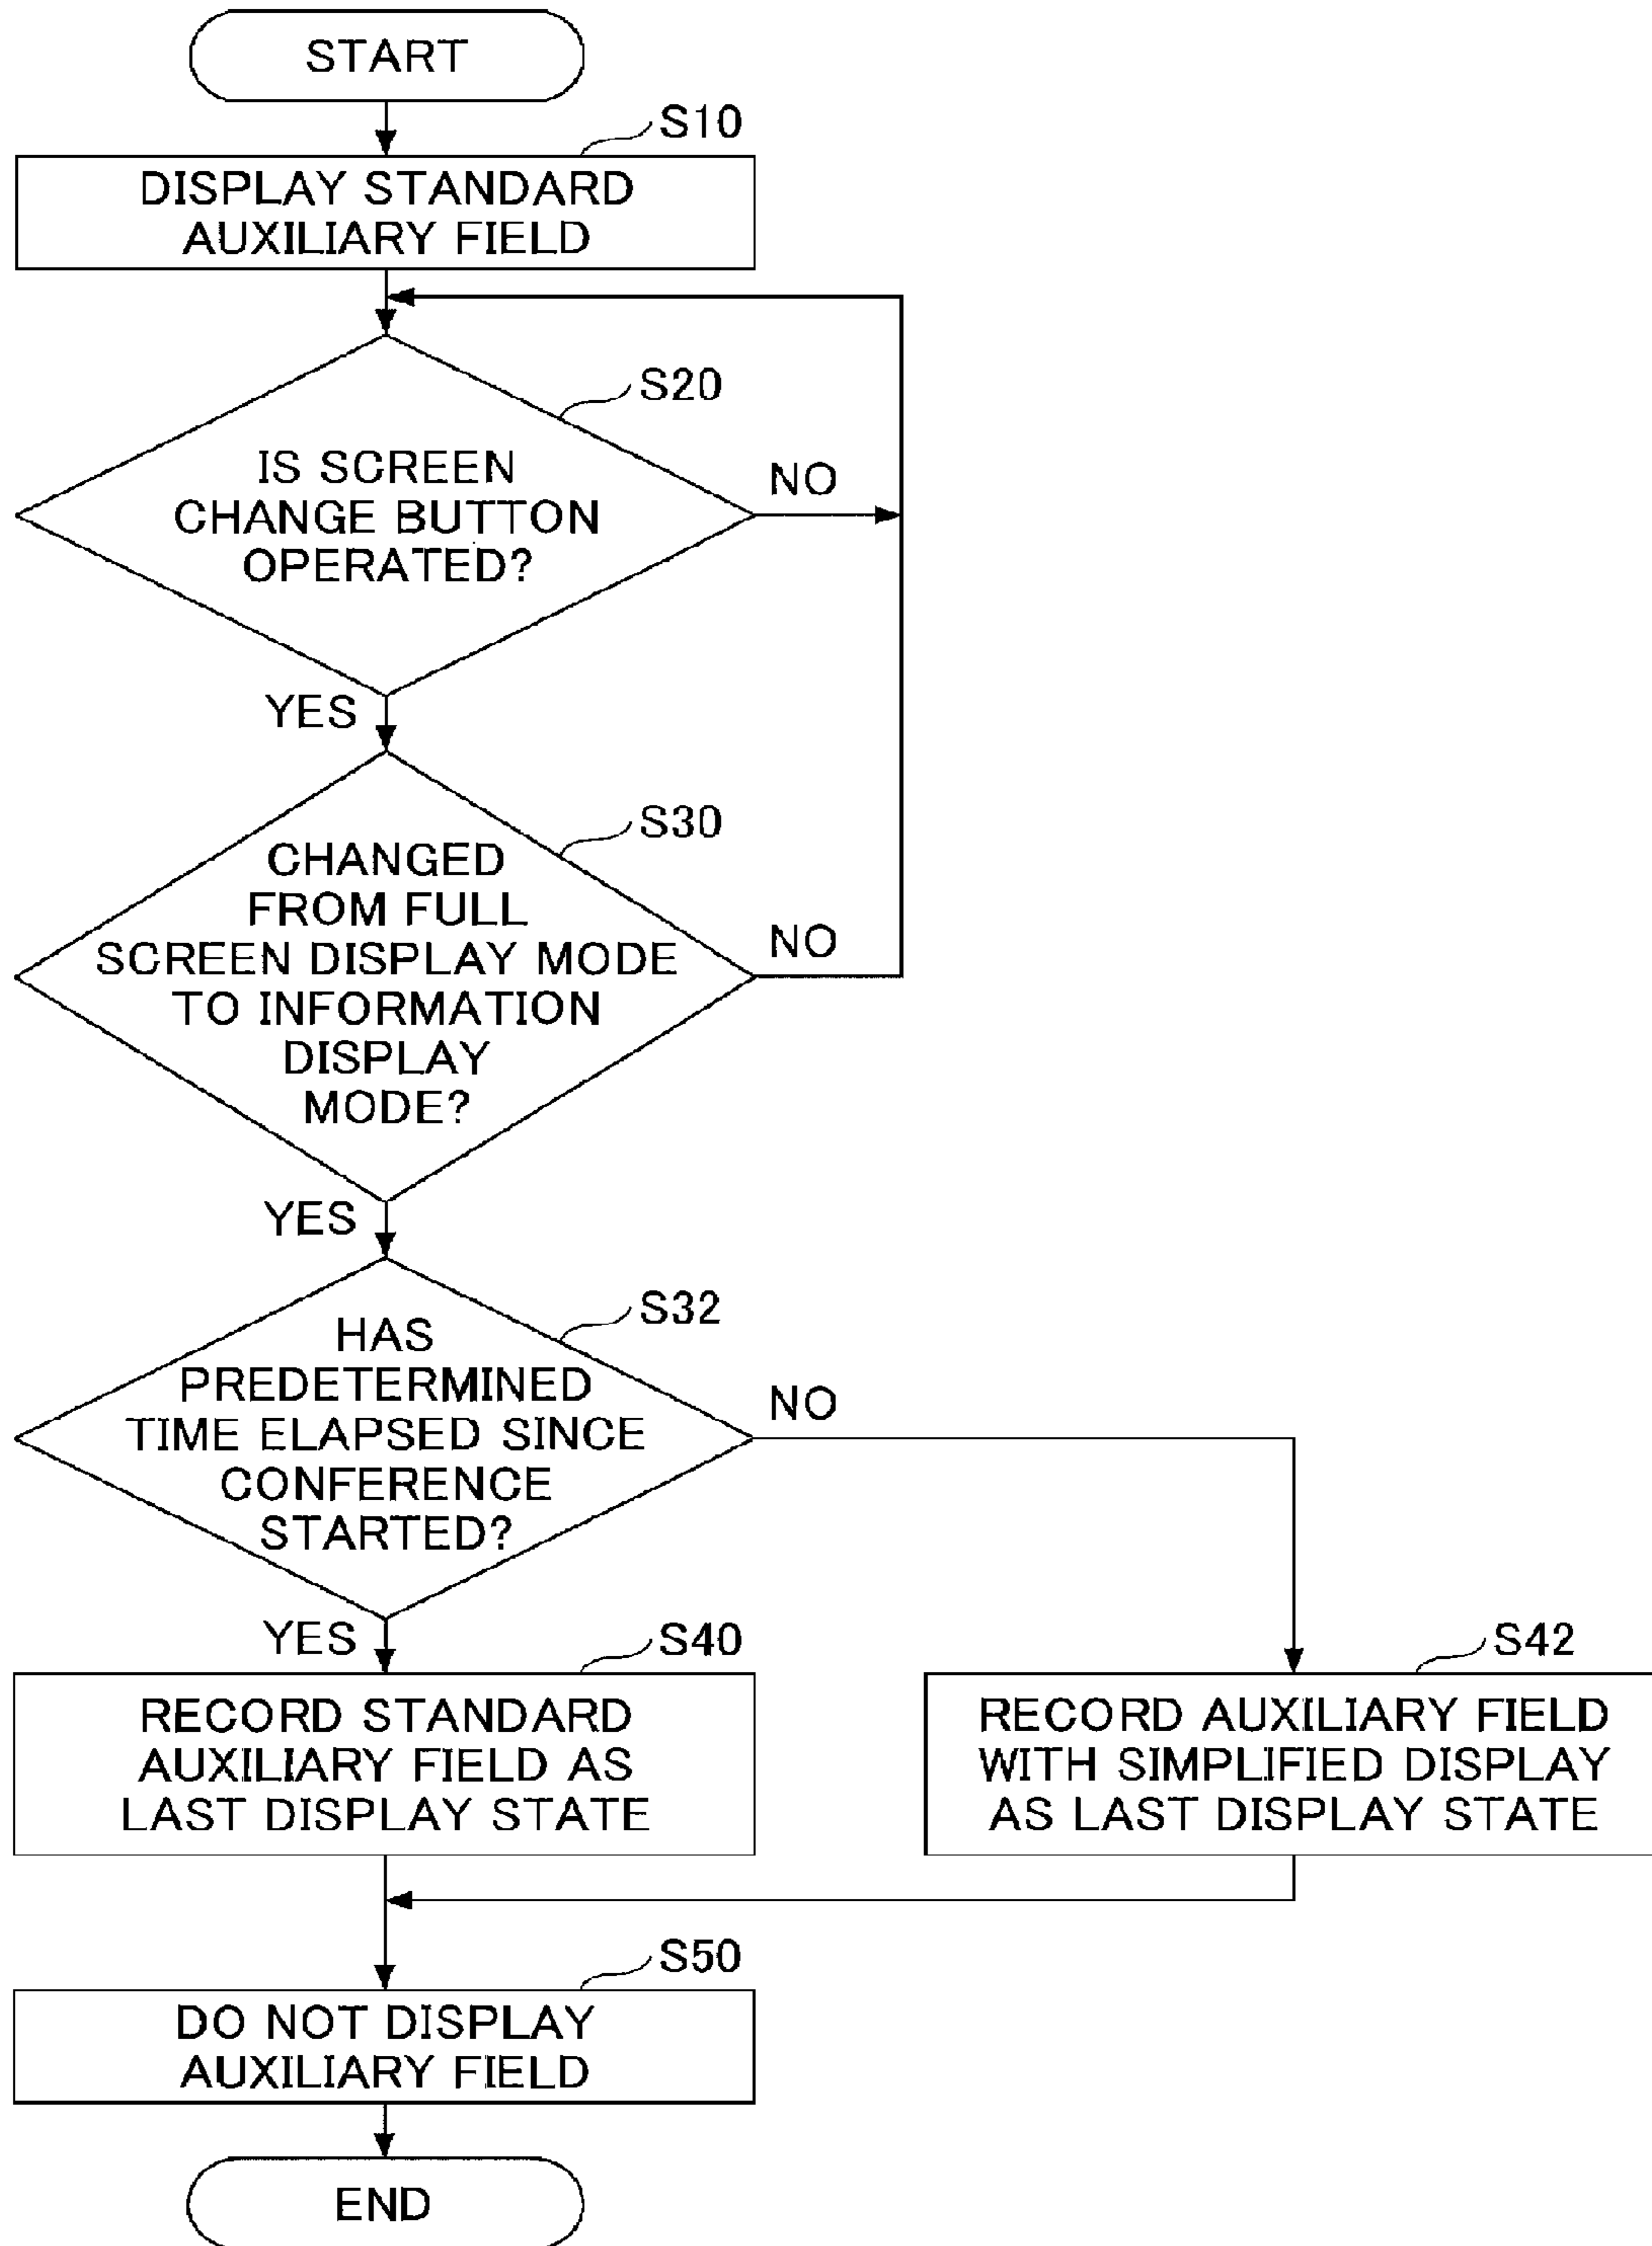 START
S10
DISPLAY STANDARD
AUXILIARY FIELD
S20
IS SCREEN
CHANGE BUTTON
OPERATED?
NO
YES
S30
CHANGED
FROM FULL
SCREEN DISPLAY MODE
TO INFORMATION
DISPLAY
MODE?
NO
YES
S32
HAS
PREDETERMINED
TIME ELAPSED SINCE
CONFERENCE
STARTED?
NO
YES
S40
RECORD STANDARD
AUXILIARY FIELD AS
LAST DISPLAY STATE
S42
RECORD AUXILIARY FIELD
WITH SIMPLIFIED DISPLAY
AS LAST DISPLAY STATE
S50
DO NOT DISPLAY
AUXILIARY FIELD
END